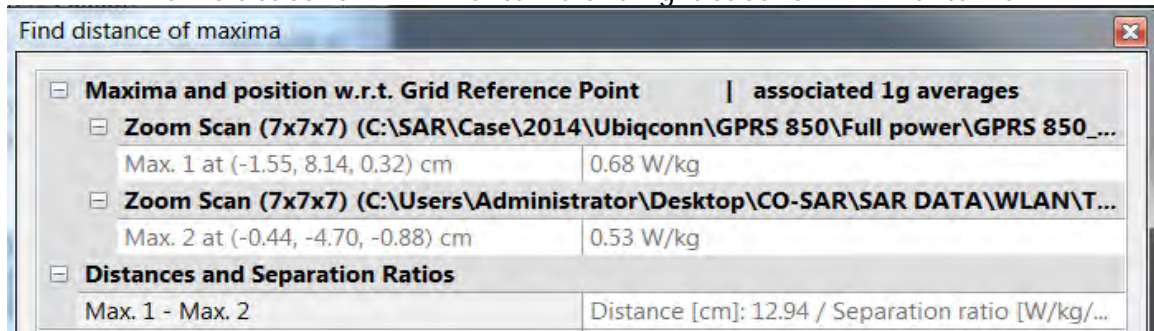 Find distance of maxima
Maxima and position w.r.t. Grid Reference Point | associated 1g averages
Zoom Scan (7x7x7) (C:\SAR\Case\2014\Ubiqconn\GPRS 850\Full power\GPRS 850_...
Max. 1 at (-1.55, 8.14, 0.32) cm 0.68 W/kg
Zoom Scan (7x7x7) (C:\Users\Administrator\Desktop\CO-SAR\SAR DATA\WLAN\T...
Max. 2 at (-0.44, -4.70, -0.88) cm 0.53 W/kg
Distances and Separation Ratios
Max. 1 - Max. 2 Distance [cm]: 12.94 / Separation ratio [W/kg/...